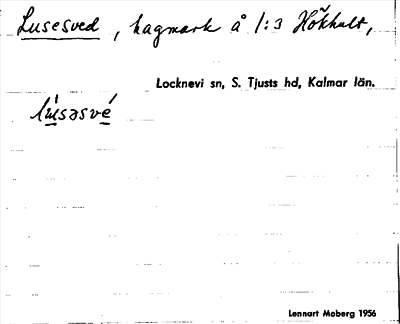 Lusesved, hagmark å 1:3 Hökhult,
Locknevi sn, S. Tjusts hd, Kalmar län.
lúsəsvé
Lennart Moberg 1956